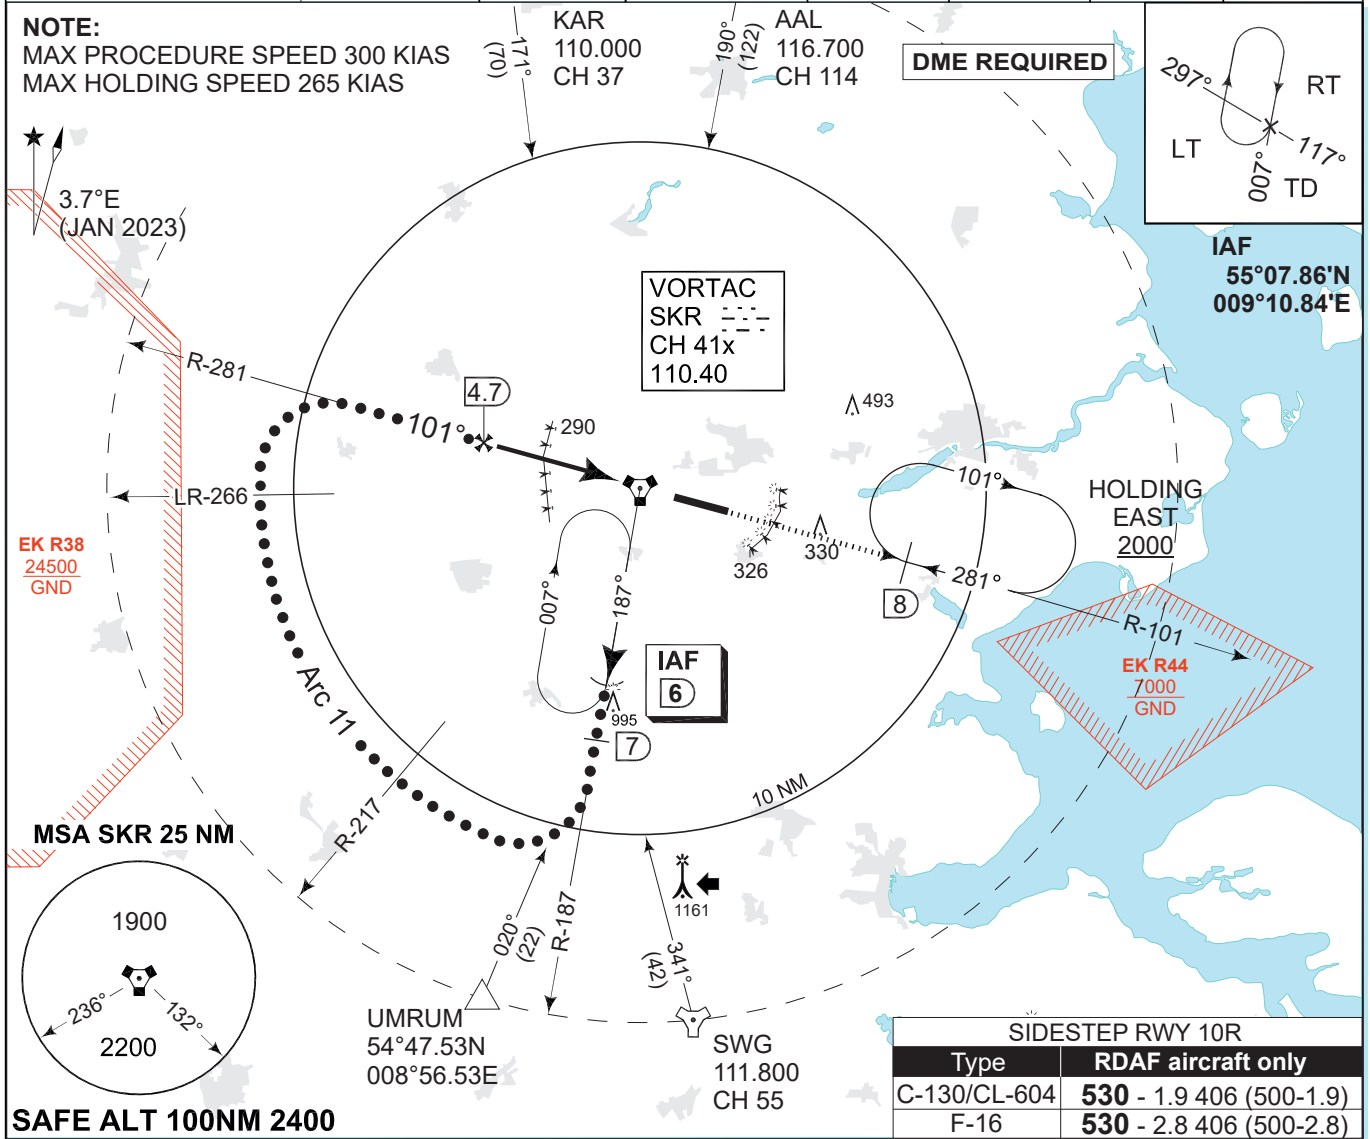 NOTE:
MAX PROCEDURE SPEED 300 KIAS
MAX HOLDING SPEED 265 KIAS
171°
(70)
KAR
110.000
CH 37
190°
(122)
AAL
116.700
CH 114
DME REQUIRED
297°
RT
LT
117°
007°
TD
IAF
55°07.86'N
009°10.84'E
3.7°E
(JAN 2023)
VORTAC
SKR
CH 41x
110.40
R-281
4.7
101°
290
493
LR-266
101°
HOLDING
EAST
2000
EK R38
24500
GND
330
326
281°
8
007°
187°
R-101
IAF
6
EK R44
7000
GND
995
7
Arc 11
10 NM
R-217
MSA SKR 25 NM
1900
236°
132°
2200
1161
020°
(22)
R-187
341°
(42)
UMRUM
54°47.53N
008°56.53E
SWG
111.800
CH 55
SAFE ALT 100NM 2400
SIDESTEP RWY 10R
Type RDAF aircraft only
C-130/CL-604 530 - 1.9 406 (500-1.9)
F-16 530 - 2.8 406 (500-2.8)